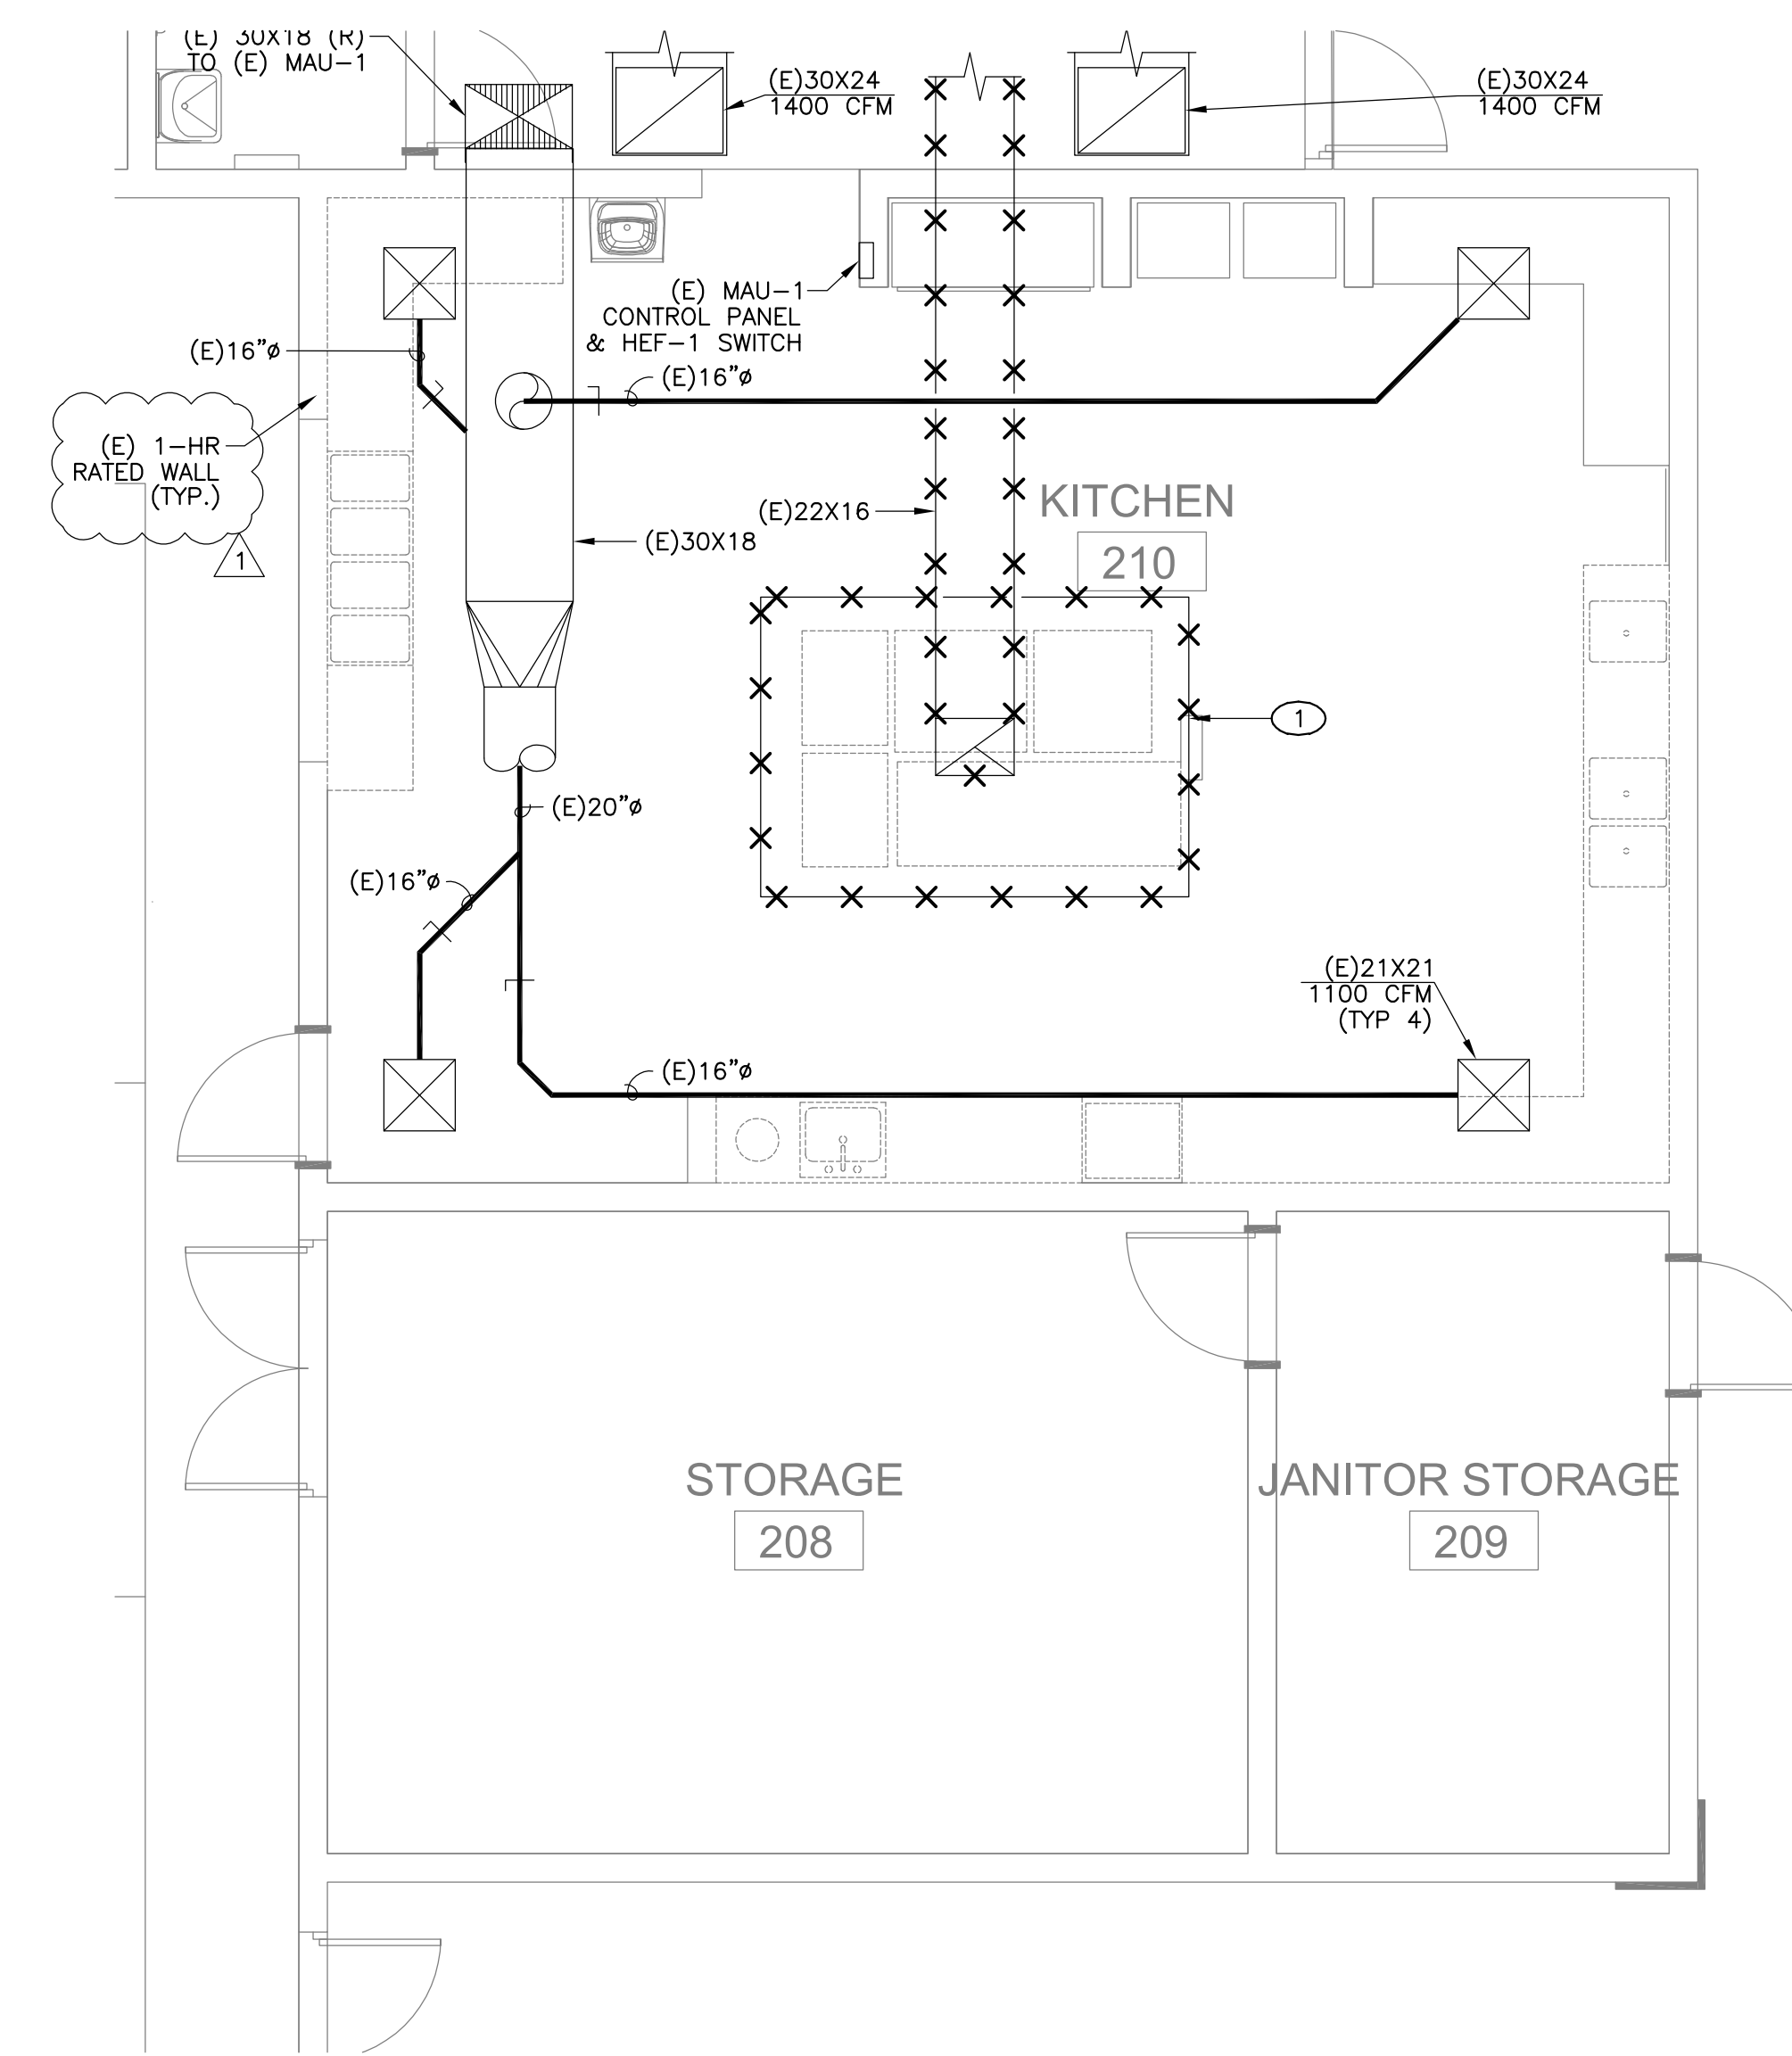 (E) 30X18 (R)
TO (E) MAU-1
(E)30X24
1400 CFM
(E)30X24
1400 CFM
(E) MAU-1
CONTROL PANEL
& HEF-1 SWITCH
(E)16"ø
(E)16"ø
(E) 1-HR
RATED WALL
(TYP.)
1
(E)22X16
KITCHEN
210
(E)30X18
1
(E)20"ø
(E)16"ø
(E)21X21
1100 CFM
(TYP 4)
(E)16"ø
STORAGE
208
JANITOR STORAGE
209